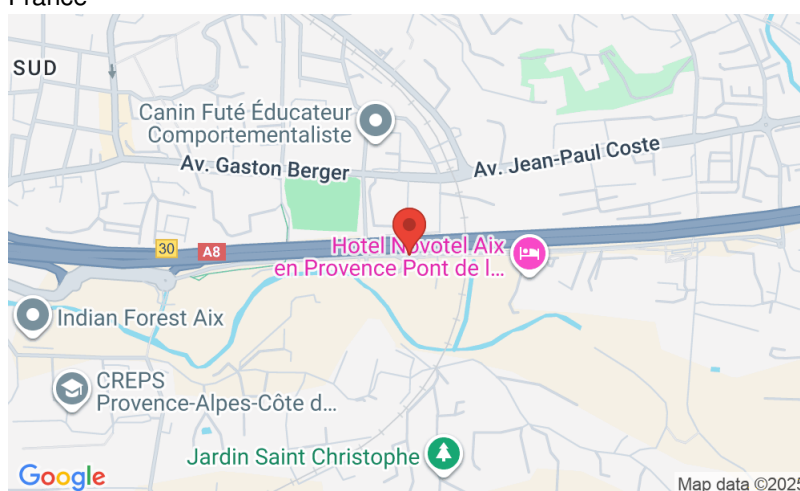 France
SUD
Canin Futé Éducateur
Comportementaliste
Av. Gaston Berger
Av. Jean-Paul Coste
30
A8
Hotel Novotel Aix
en Provence Pont de l...
Indian Forest Aix
CREPS
Provence-Alpes-Côte d...
Jardin Saint Christophe
Google
Map data ©2025